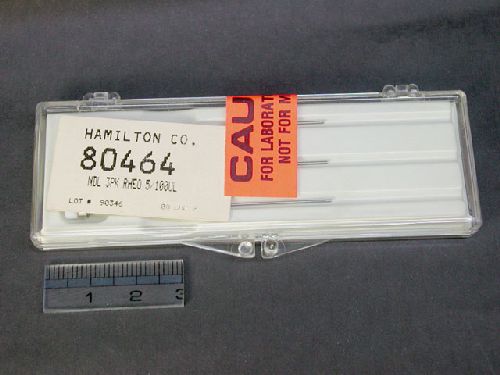 HAMILTON CO.
80464
NDL 3PK RHEO 5/100UL
LOT # 90346
CAU
FOR LABORAT
NOT FOR M
1 2 3